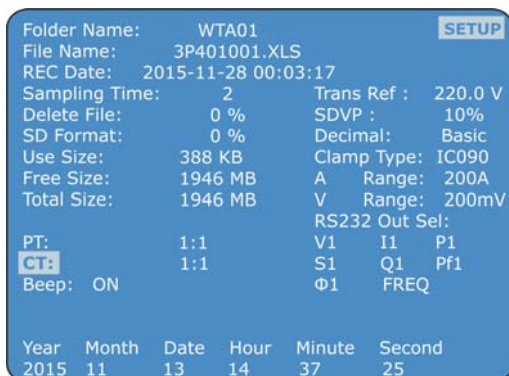 Folder Name: WTA01 SETUP
File Name: 3P401001.XLS
REC Date: 2015-11-28 00:03:17
Sampling Time: 2 Trans Ref : 220.0 V
Delete File: 0 % SDVP : 10%
SD Format: 0 % Decimal: Basic
Use Size: 388 KB Clamp Type: IC090
Free Size: 1946 MB A Range: 200A
Total Size: 1946 MB V Range: 200mV
RS232 Out Sel:
PT: 1:1 V1 I1 P1
CT: 1:1 S1 Q1 Pf1
Beep: ON Φ1 FREQ
Year Month Date Hour Minute Second
2015 11 13 14 37 25